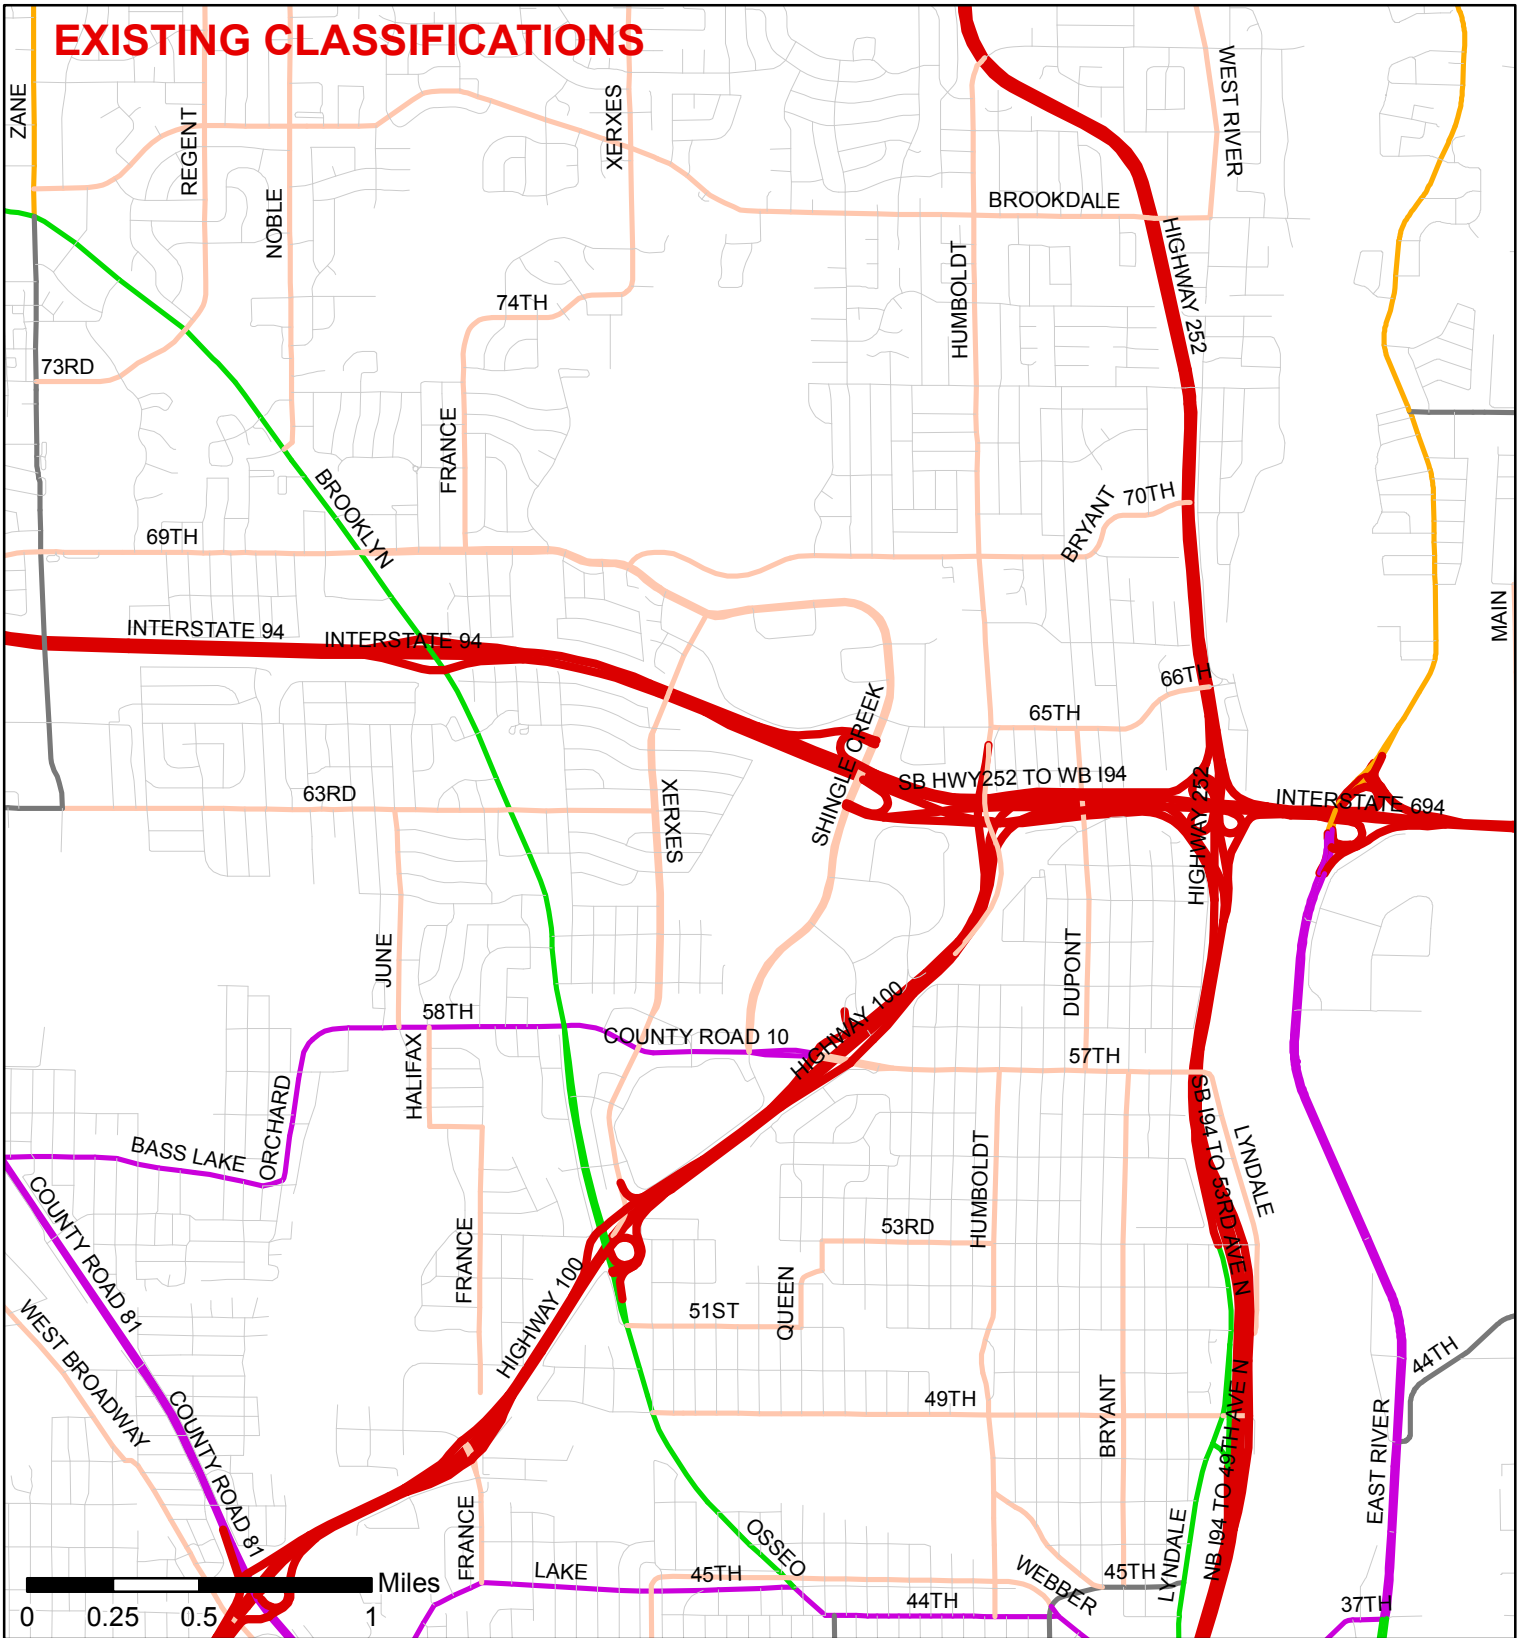 EXISTING CLASSIFICATIONS
ZANE
REGENT
NOBLE
XERXES
WEST RIVER
BROOKDALE
HIGHWAY 252
HUMBOLDT
74TH
73RD
FRANCE
BROOKLYN
BRYANT
70TH
69TH
MAIN
INTERSTATE 94
INTERSTATE 94
66TH
65TH
SHINGLE CREEK
SB HWY252 TO WB I94
INTERSTATE 694
HIGHWAY 252
63RD
XERXES
JUNE
DUPONT
58TH
COUNTY ROAD 10
HIGHWAY 100
57TH
HALIFAX
ORCHARD
BASS LAKE
SB I94 TO 53RD AVE N
LYNDALE
HUMBOLDT
COUNTY ROAD 81
FRANCE
53RD
QUEEN
51ST
HIGHWAY 100
WEST BROADWAY
44TH
49TH
BRYANT
COUNTY ROAD 81
NB I94 TO 49TH AVE N
EAST RIVER
FRANCE
OSSEO
LYNDALE
LAKE
45TH
WEBBER
45TH
44TH
37TH
Miles
0 0.25 0.5 1